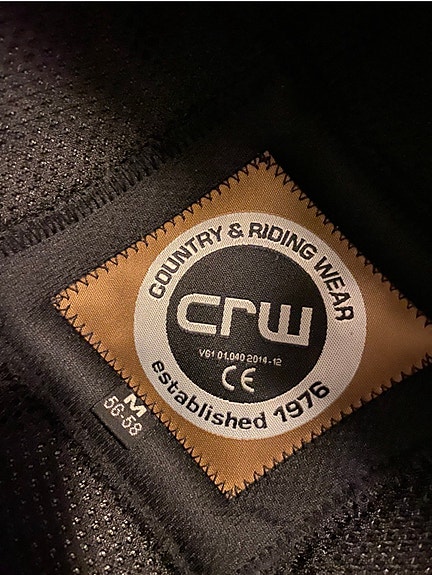 COUNTRY & RIDING WEAR
crw
VG1 01.040 2014-12
CE
established 1976
M
56-58